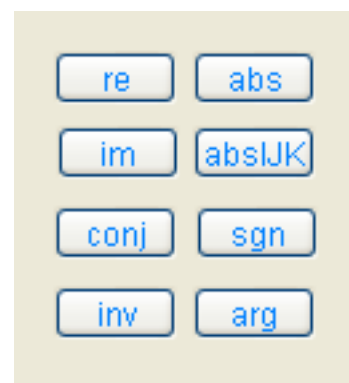 re abs
im absIJK
conj sgn
inv arg